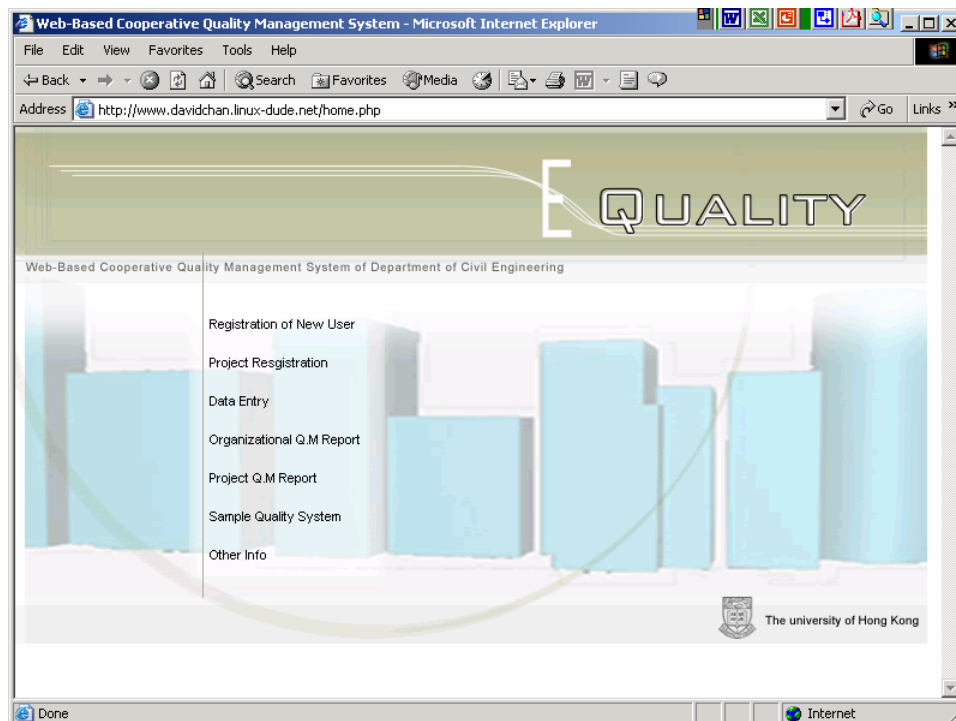 Web-Based Cooperative Quality Management System - Microsoft Internet Explorer
File Edit View Favorites Tools Help
Back Search Favorites Media
Address http://www.davidchan.linux-dude.net/home.php Go Links »
E QUALITY
Web-Based Cooperative Quality Management System of Department of Civil Engineering
Registration of New User
Project Resgistration
Data Entry
Organizational Q.M Report
Project Q.M Report
Sample Quality System
Other Info
The university of Hong Kong
Done Internet